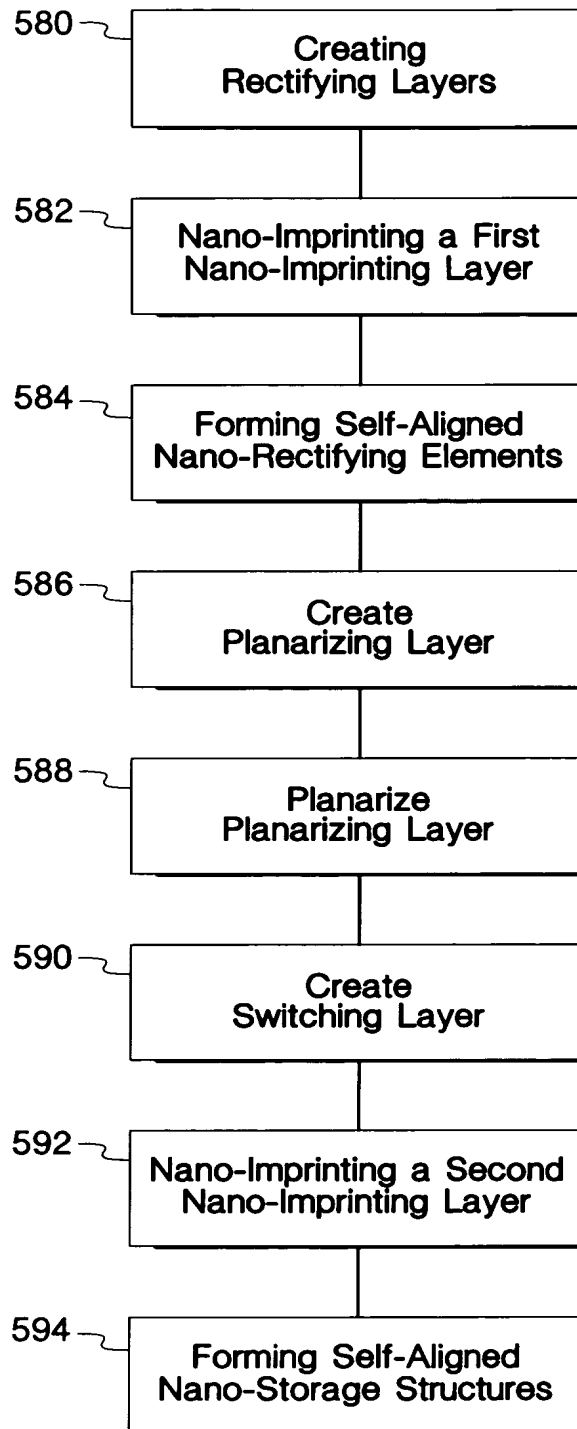 580
Creating
Rectifying Layers
582
Nano-Imprinting a First
Nano-Imprinting Layer
584
Forming Self-Aligned
Nano-Rectifying Elements
586
Create
Planarizing Layer
588
Planarize
Planarizing Layer
590
Create
Switching Layer
592
Nano-Imprinting a Second
Nano-Imprinting Layer
594
Forming Self-Aligned
Nano-Storage Structures